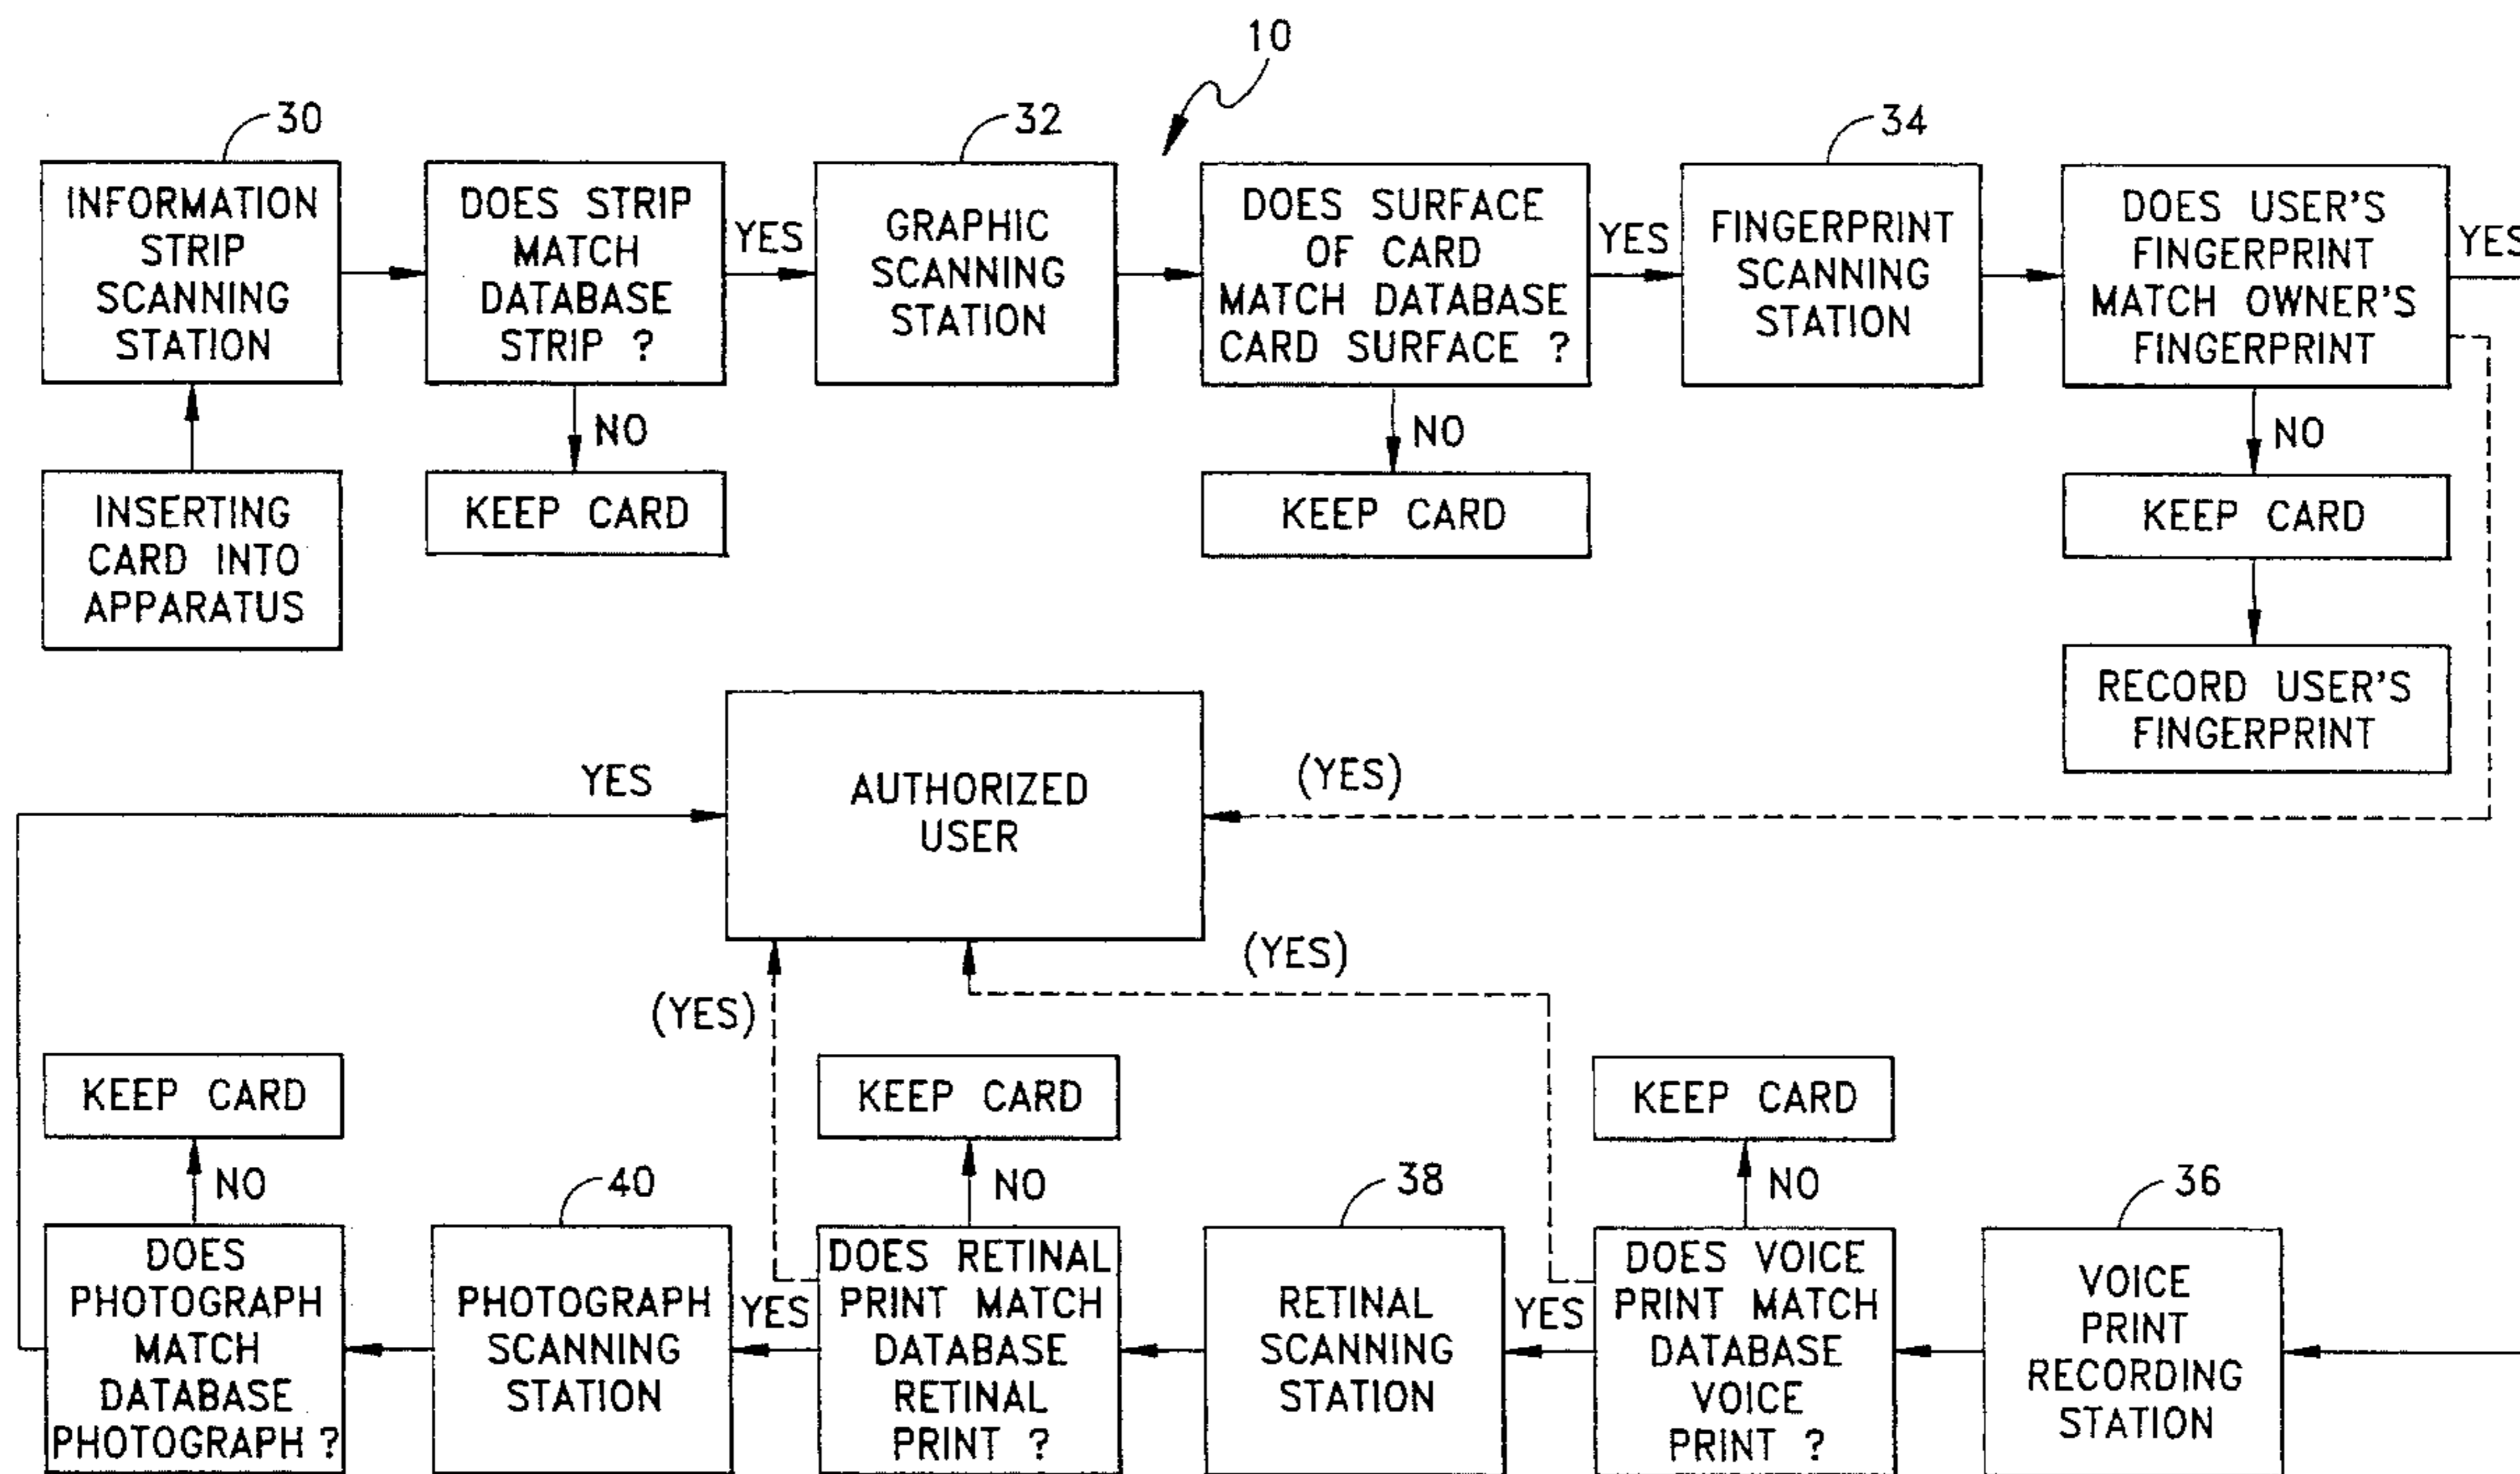 10
30
32
34
INFORMATION
STRIP
SCANNING
STATION
DOES STRIP
MATCH
DATABASE
STRIP ?
YES
GRAPHIC
SCANNING
STATION
DOES SURFACE
OF CARD
MATCH DATABASE
CARD SURFACE ?
YES
FINGERPRINT
SCANNING
STATION
DOES USER'S
FINGERPRINT
MATCH OWNER'S
FINGERPRINT
YES
NO
NO
NO
INSERTING
CARD INTO
APPARATUS
KEEP CARD
KEEP CARD
KEEP CARD
RECORD USER'S
FINGERPRINT
YES
AUTHORIZED
USER
(YES)
(YES)
(YES)
KEEP CARD
KEEP CARD
KEEP CARD
NO
40
NO
38
NO
36
DOES
PHOTOGRAPH
MATCH
DATABASE
PHOTOGRAPH ?
PHOTOGRAPH
SCANNING
STATION
YES
DOES RETINAL
PRINT MATCH
DATABASE
RETINAL
PRINT ?
RETINAL
SCANNING
STATION
YES
DOES VOICE
PRINT MATCH
DATABASE
VOICE
PRINT ?
VOICE
PRINT
RECORDING
STATION